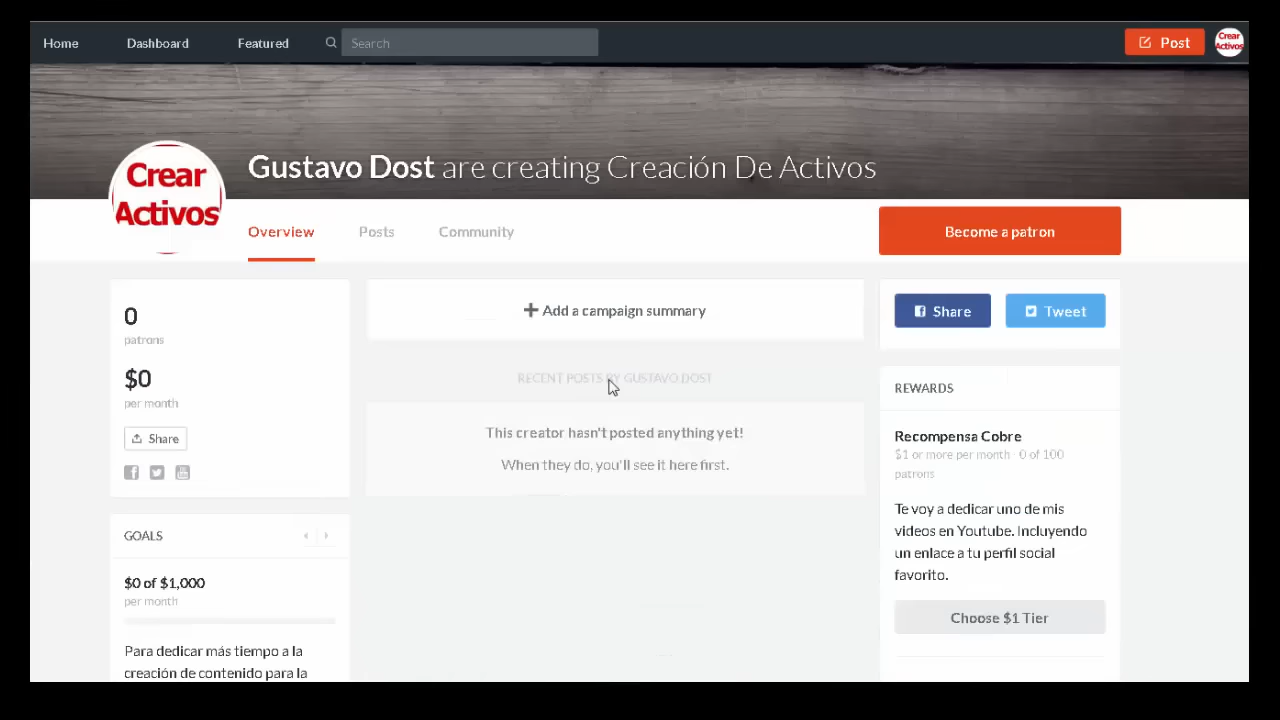 Home
Dashboard
Featured
Search
Post
Crear
Activos
Crear
Activos
Gustavo Dost are creating Creación De Activos
Overview
Posts
Community
Become a patron
0
patrons
$0
per month
Share
Add a campaign summary
RECENT POSTS BY GUSTAVO DOST
This creator hasn't posted anything yet!
When they do, you'll see it here first.
Share
Tweet
REWARDS
Recompensa Cobre
$1 or more per month · 0 of 100
patrons
Te voy a dedicar uno de mis
videos en Youtube. Incluyendo
un enlace a tu perfil social
favorito.
Choose $1 Tier
GOALS
$0 of $1,000
per month
Para dedicar más tiempo a la
creación de contenido para la